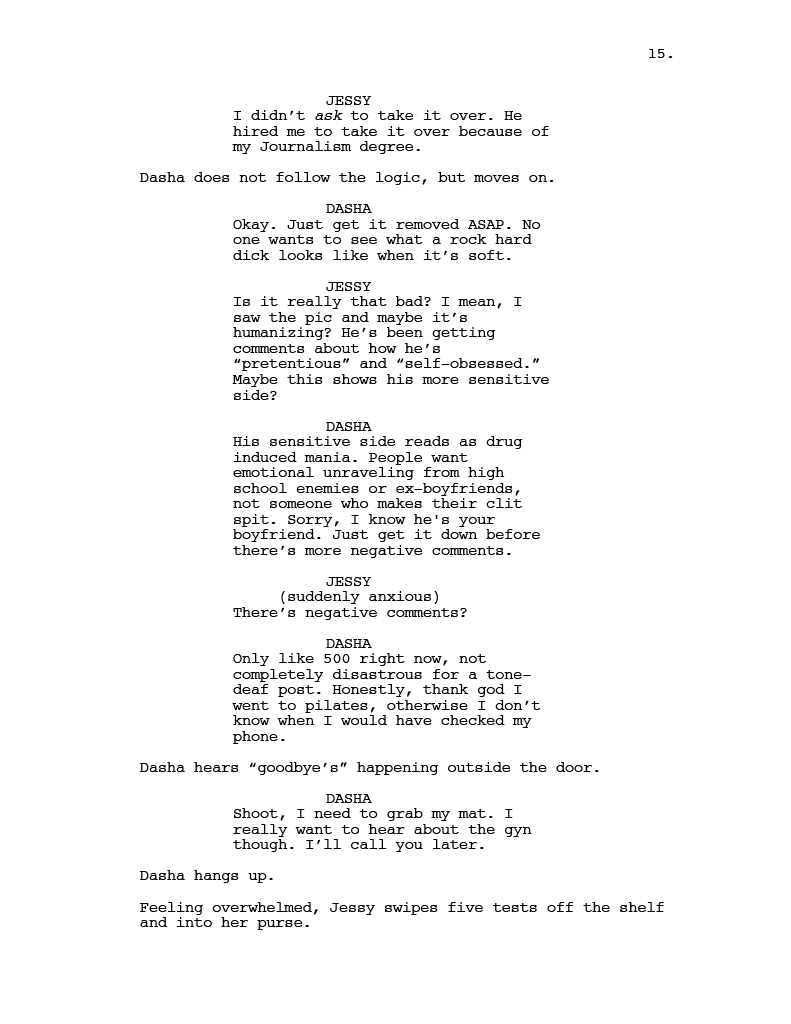 15.
JESSY
I didn’t ask to take it over. He
hired me to take it over because of
my Journalism degree.
Dasha does not follow the logic, but moves on.
DASHA
Okay. Just get it removed ASAP. No
one wants to see what a rock hard
dick looks like when it’s soft.
JESSY
Is it really that bad? I mean, I
saw the pic and maybe it’s
humanizing? He’s been getting
comments about how he’s
“pretentious” and “self-obsessed.”
Maybe this shows his more sensitive
side?
DASHA
His sensitive side reads as drug
induced mania. People want
emotional unraveling from high
school enemies or ex-boyfriends,
not someone who makes their clit
spit. Sorry, I know he's your
boyfriend. Just get it down before
there’s more negative comments.
JESSY
(suddenly anxious)
There’s negative comments?
DASHA
Only like 500 right now, not
completely disastrous for a tone-
deaf post. Honestly, thank god I
went to pilates, otherwise I don’t
know when I would have checked my
phone.
Dasha hears “goodbye’s” happening outside the door.
DASHA
Shoot, I need to grab my mat. I
really want to hear about the gyn
though. I’ll call you later.
Dasha hangs up.
Feeling overwhelmed, Jessy swipes five tests off the shelf
and into her purse.